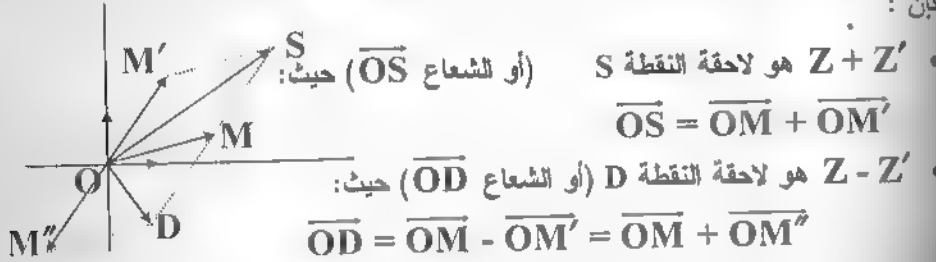 فإن :
• Z + Z′ هو لاحقة النقطة S (أو الشعاع OS) حيث:
OS = OM + OM′
• Z - Z′ هو لاحقة النقطة D (أو الشعاع OD) حيث:
OD = OM - OM′ = OM + OM″
M′
S
M
O
D
M″